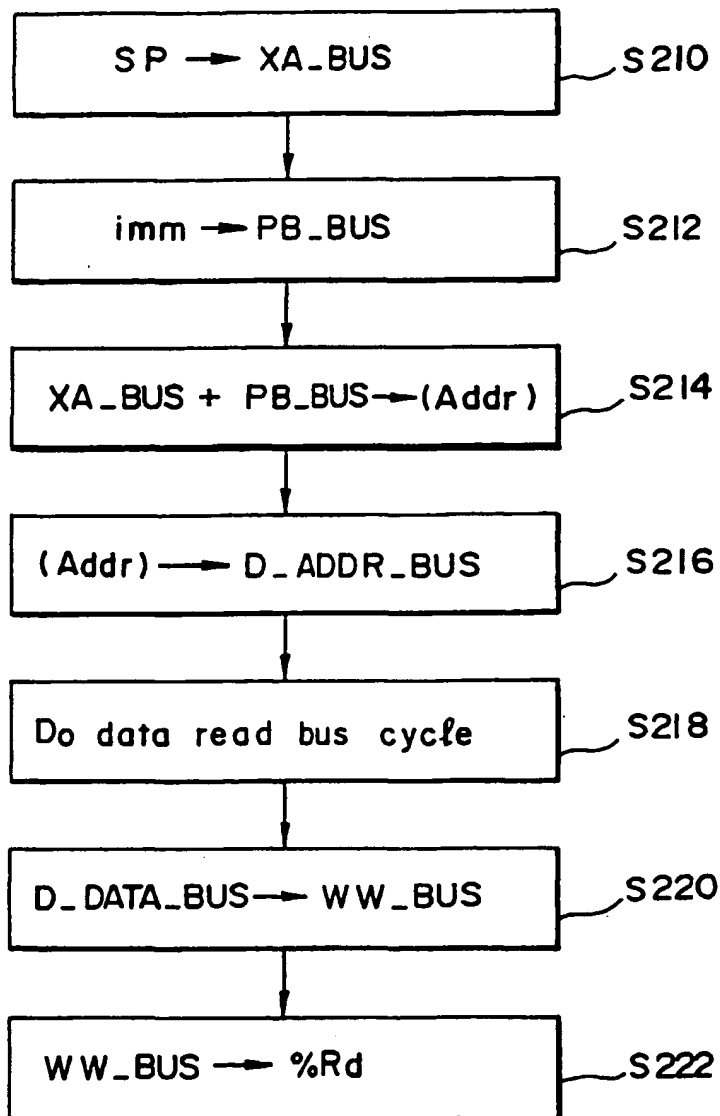 SP → XA_BUS S210
imm → PB_BUS S212
XA_BUS + PB_BUS → (Addr) S214
(Addr) → D_ADDR_BUS S216
Do data read bus cycle S218
D_DATA_BUS → WW_BUS S220
WW_BUS → %Rd S222